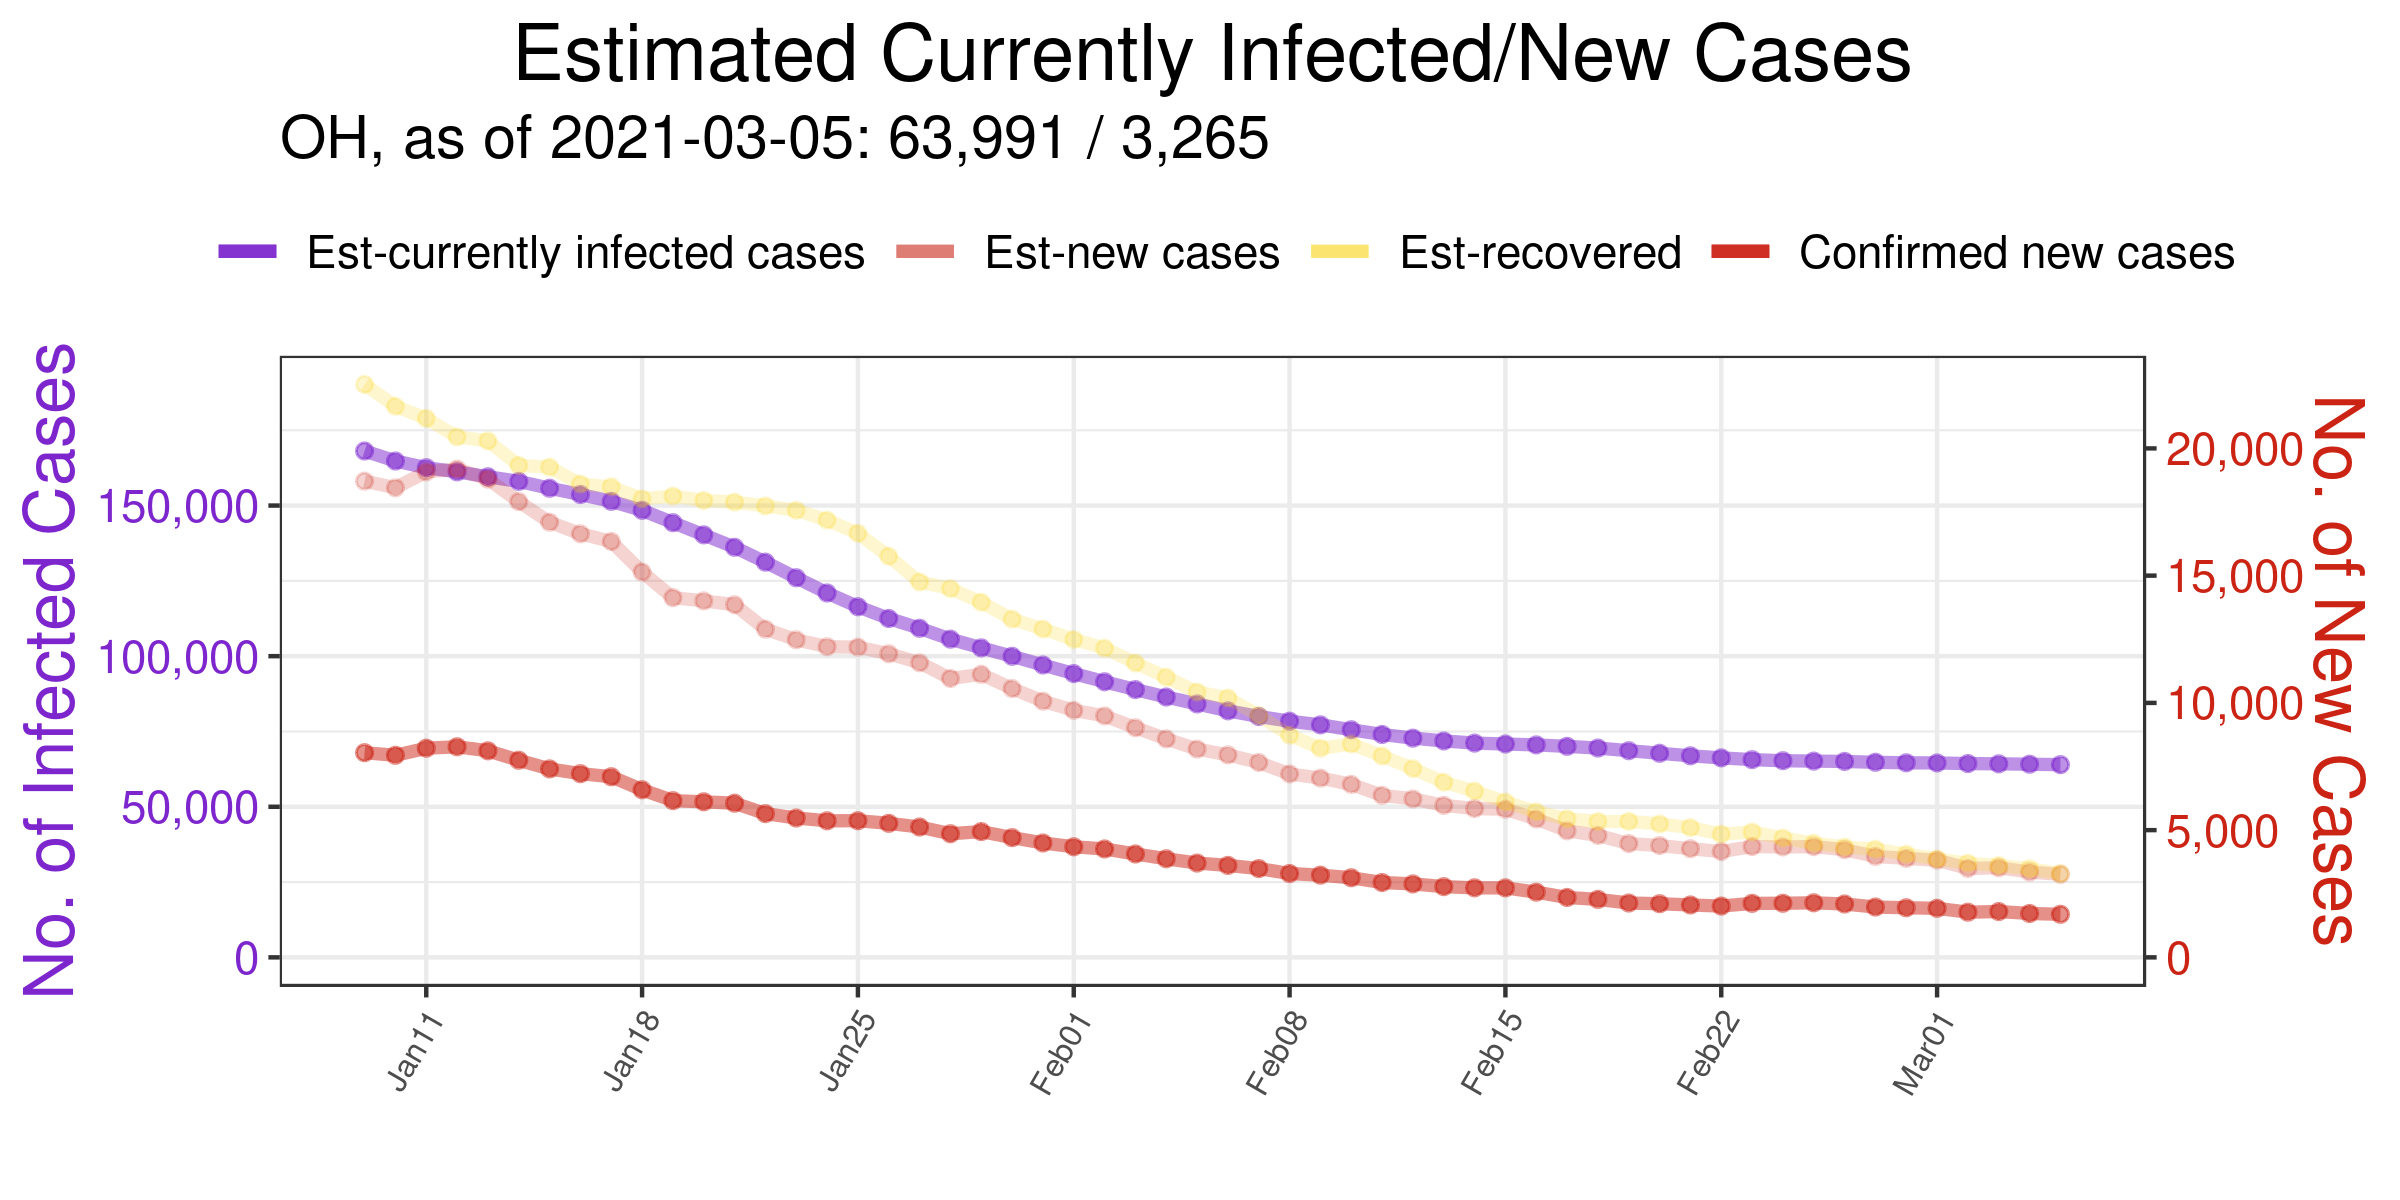 Estimated Currently Infected/New Cases
OH, as of 2021-03-05: 63,991 / 3,265
Est-currently infected cases Est-new cases Est-recovered Confirmed new cases
No. of Infected Cases
150,000
100,000
50,000
0
20,000
15,000
10,000
5,000
0
No. of New Cases
Jan11 Jan18 Jan25 Feb01 Feb08 Feb15 Feb22 Mar01